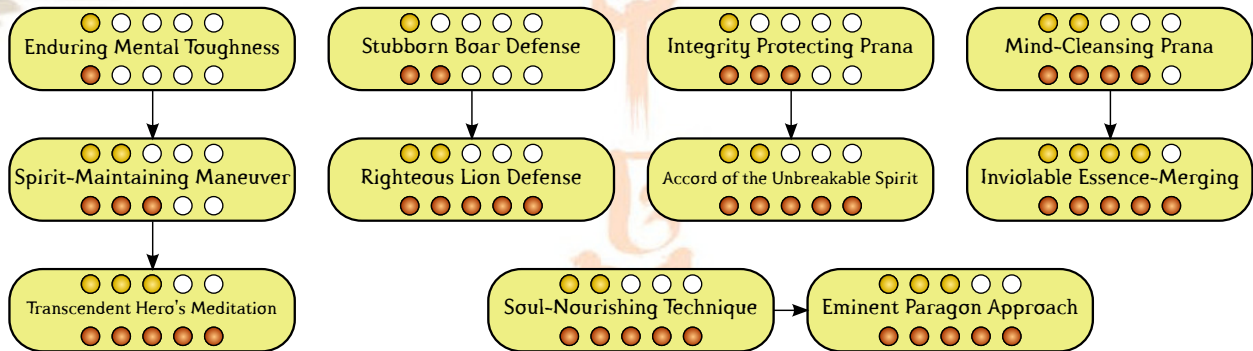 Enduring Mental Toughness
Stubborn Boar Defense
Integrity Protecting Prana
Mind-Cleansing Prana
Spirit-Maintaining Maneuver
Righteous Lion Defense
Accord of the Unbreakable Spirit
Inviolable Essence-Merging
Transcendent Hero's Meditation
Soul-Nourishing Technique
Eminent Paragon Approach